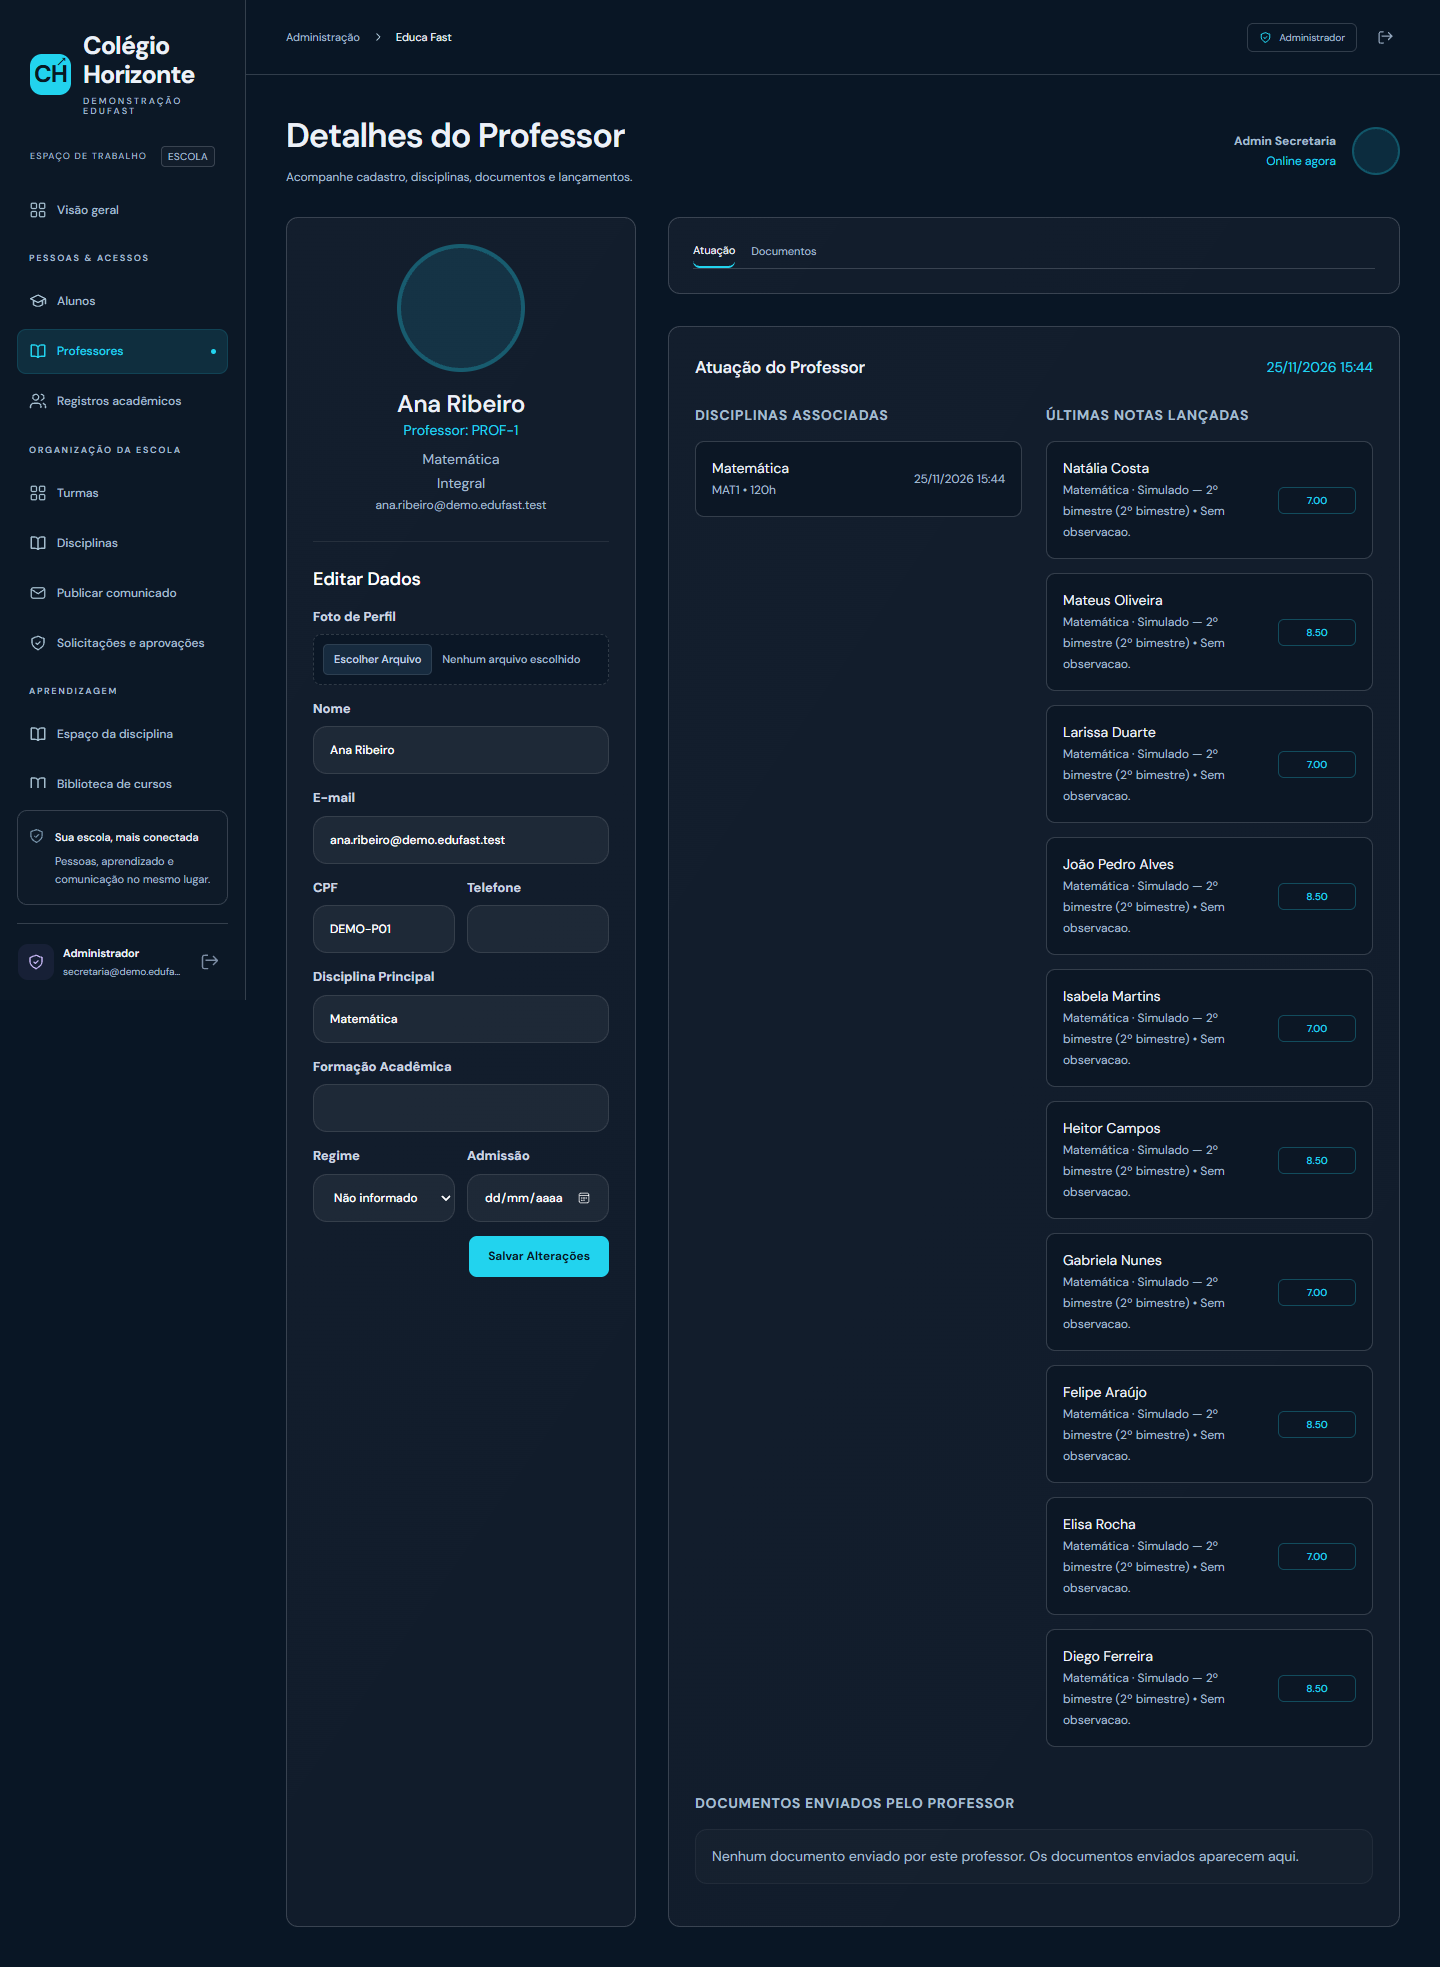 CH
Colégio
Horizonte
DEMONSTRAÇÃO
EDUFAST
ESPAÇO DE TRABALHO
ESCOLA
Visão geral
PESSOAS & ACESSOS
Alunos
Professores
Registros acadêmicos
ORGANIZAÇÃO DA ESCOLA
Turmas
Disciplinas
Publicar comunicado
Solicitações e aprovações
APRENDIZAGEM
Espaço da disciplina
Biblioteca de cursos
Sua escola, mais conectada
Pessoas, aprendizado e
comunicação no mesmo lugar.
Administrador
secretaria@demo.edufa...
Administração
Educa Fast
Administrador
Detalhes do Professor
Acompanhe cadastro, disciplinas, documentos e lançamentos.
Admin Secretaria
Online agora
Ana Ribeiro
Professor: PROF-1
Matemática
Integral
ana.ribeiro@demo.edufast.test
Editar Dados
Foto de Perfil
Escolher Arquivo
Nenhum arquivo escolhido
Nome
Ana Ribeiro
E-mail
ana.ribeiro@demo.edufast.test
CPF
Telefone
DEMO-P01
Disciplina Principal
Matemática
Formação Acadêmica
Regime
Admissão
Não informado
dd/mm/aaaa
Salvar Alterações
Atuação
Documentos
Atuação do Professor
25/11/2026 15:44
DISCIPLINAS ASSOCIADAS
Matemática
MAT1 • 120h
25/11/2026 15:44
ÚLTIMAS NOTAS LANÇADAS
Natália Costa
Matemática · Simulado — 2º
bimestre (2º bimestre) • Sem
observacao.
7.00
Mateus Oliveira
Matemática · Simulado — 2º
bimestre (2º bimestre) • Sem
observacao.
8.50
Larissa Duarte
Matemática · Simulado — 2º
bimestre (2º bimestre) • Sem
observacao.
7.00
João Pedro Alves
Matemática · Simulado — 2º
bimestre (2º bimestre) • Sem
observacao.
8.50
Isabela Martins
Matemática · Simulado — 2º
bimestre (2º bimestre) • Sem
observacao.
7.00
Heitor Campos
Matemática · Simulado — 2º
bimestre (2º bimestre) • Sem
observacao.
8.50
Gabriela Nunes
Matemática · Simulado — 2º
bimestre (2º bimestre) • Sem
observacao.
7.00
Felipe Araújo
Matemática · Simulado — 2º
bimestre (2º bimestre) • Sem
observacao.
8.50
Elisa Rocha
Matemática · Simulado — 2º
bimestre (2º bimestre) • Sem
observacao.
7.00
Diego Ferreira
Matemática · Simulado — 2º
bimestre (2º bimestre) • Sem
observacao.
8.50
DOCUMENTOS ENVIADOS PELO PROFESSOR
Nenhum documento enviado por este professor. Os documentos enviados aparecem aqui.